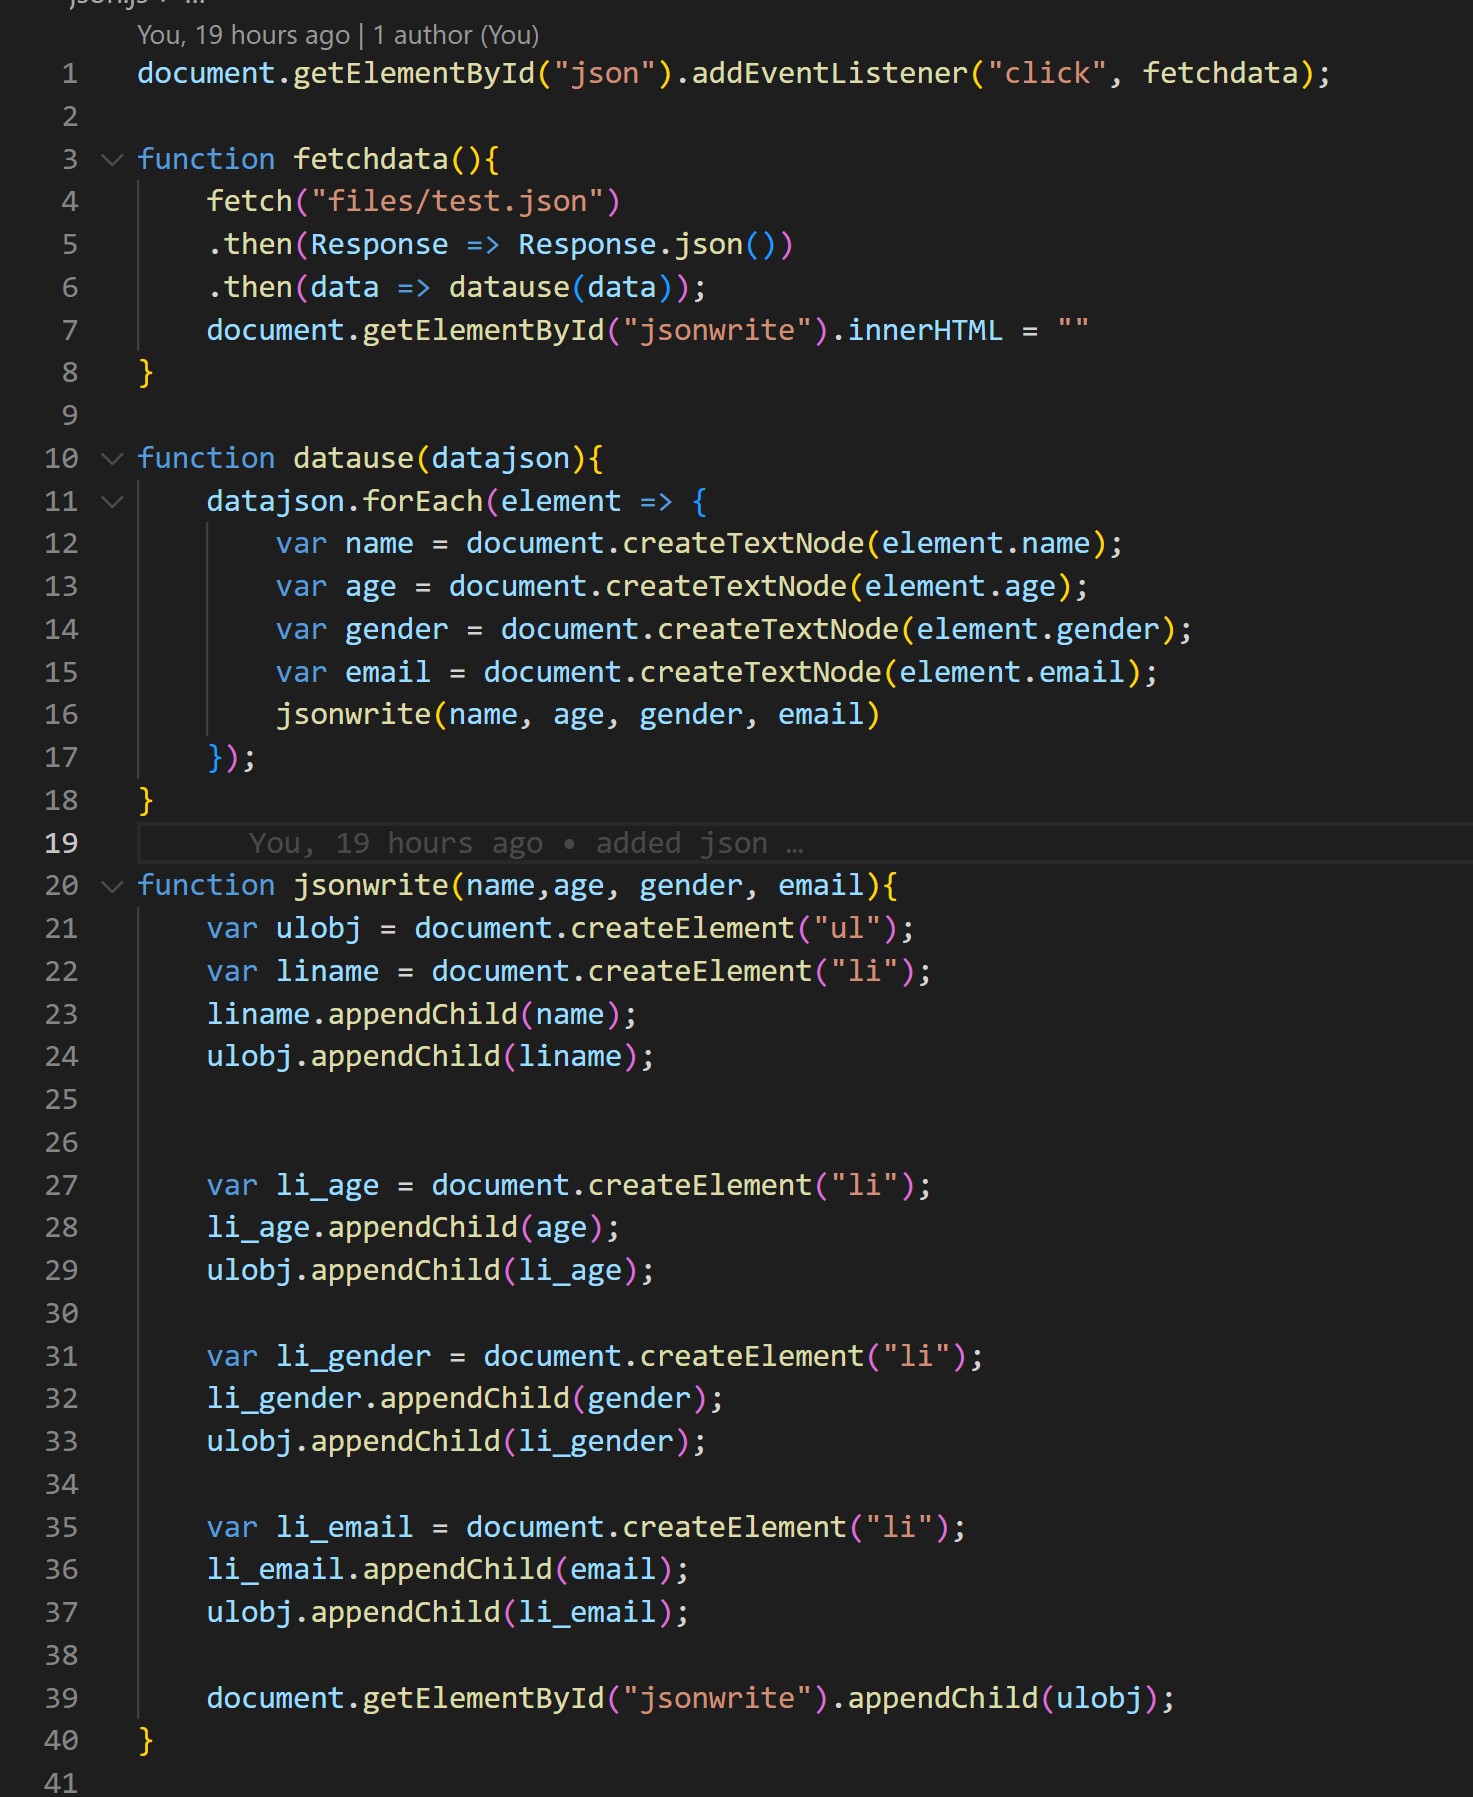 You, 19 hours ago | 1 author (You)
1 document.getElementById("json").addEventListener("click", fetchdata);
2
3 function fetchdata(){
4     fetch("files/test.json")
5     .then(Response => Response.json())
6     .then(data => datause(data));
7     document.getElementById("jsonwrite").innerHTML = ""
8 }
9
10 function datause(datajson){
11     datajson.forEach(element => {
12         var name = document.createTextNode(element.name);
13         var age = document.createTextNode(element.age);
14         var gender = document.createTextNode(element.gender);
15         var email = document.createTextNode(element.email);
16         jsonwrite(name, age, gender, email)
17     });
18 }
19 You, 19 hours ago • added json …
20 function jsonwrite(name,age, gender, email){
21     var ulobj = document.createElement("ul");
22     var liname = document.createElement("li");
23     liname.appendChild(name);
24     ulobj.appendChild(liname);
25
26
27     var li_age = document.createElement("li");
28     li_age.appendChild(age);
29     ulobj.appendChild(li_age);
30
31     var li_gender = document.createElement("li");
32     li_gender.appendChild(gender);
33     ulobj.appendChild(li_gender);
34
35     var li_email = document.createElement("li");
36     li_email.appendChild(email);
37     ulobj.appendChild(li_email);
38
39     document.getElementById("jsonwrite").appendChild(ulobj);
40 }
41